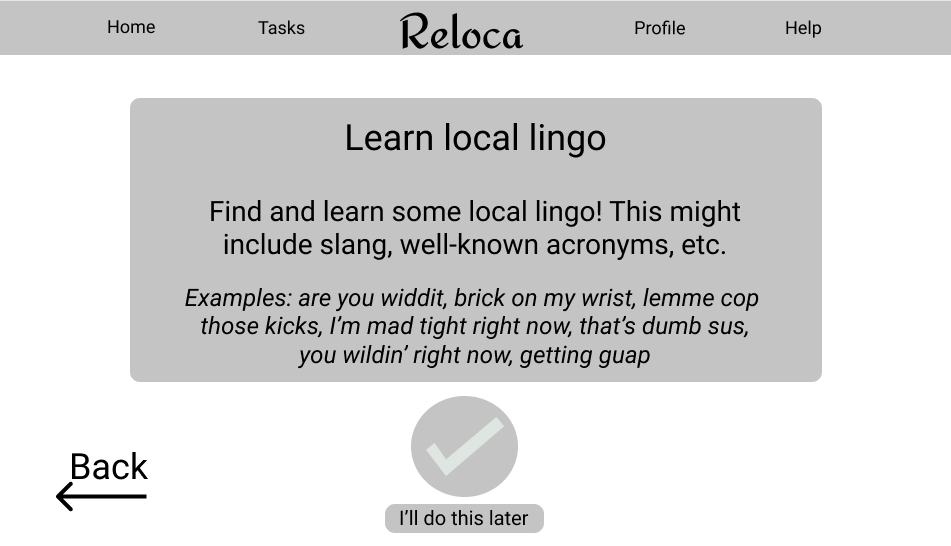 Home
Tasks
Reloca
Profile
Help
Learn local lingo
Find and learn some local lingo! This might
include slang, well-known acronyms, etc.
Examples: are you widdit, brick on my wrist, lemme cop
those kicks, I’m mad tight right now, that’s dumb sus,
you wildin’ right now, getting guap
Back
I’ll do this later